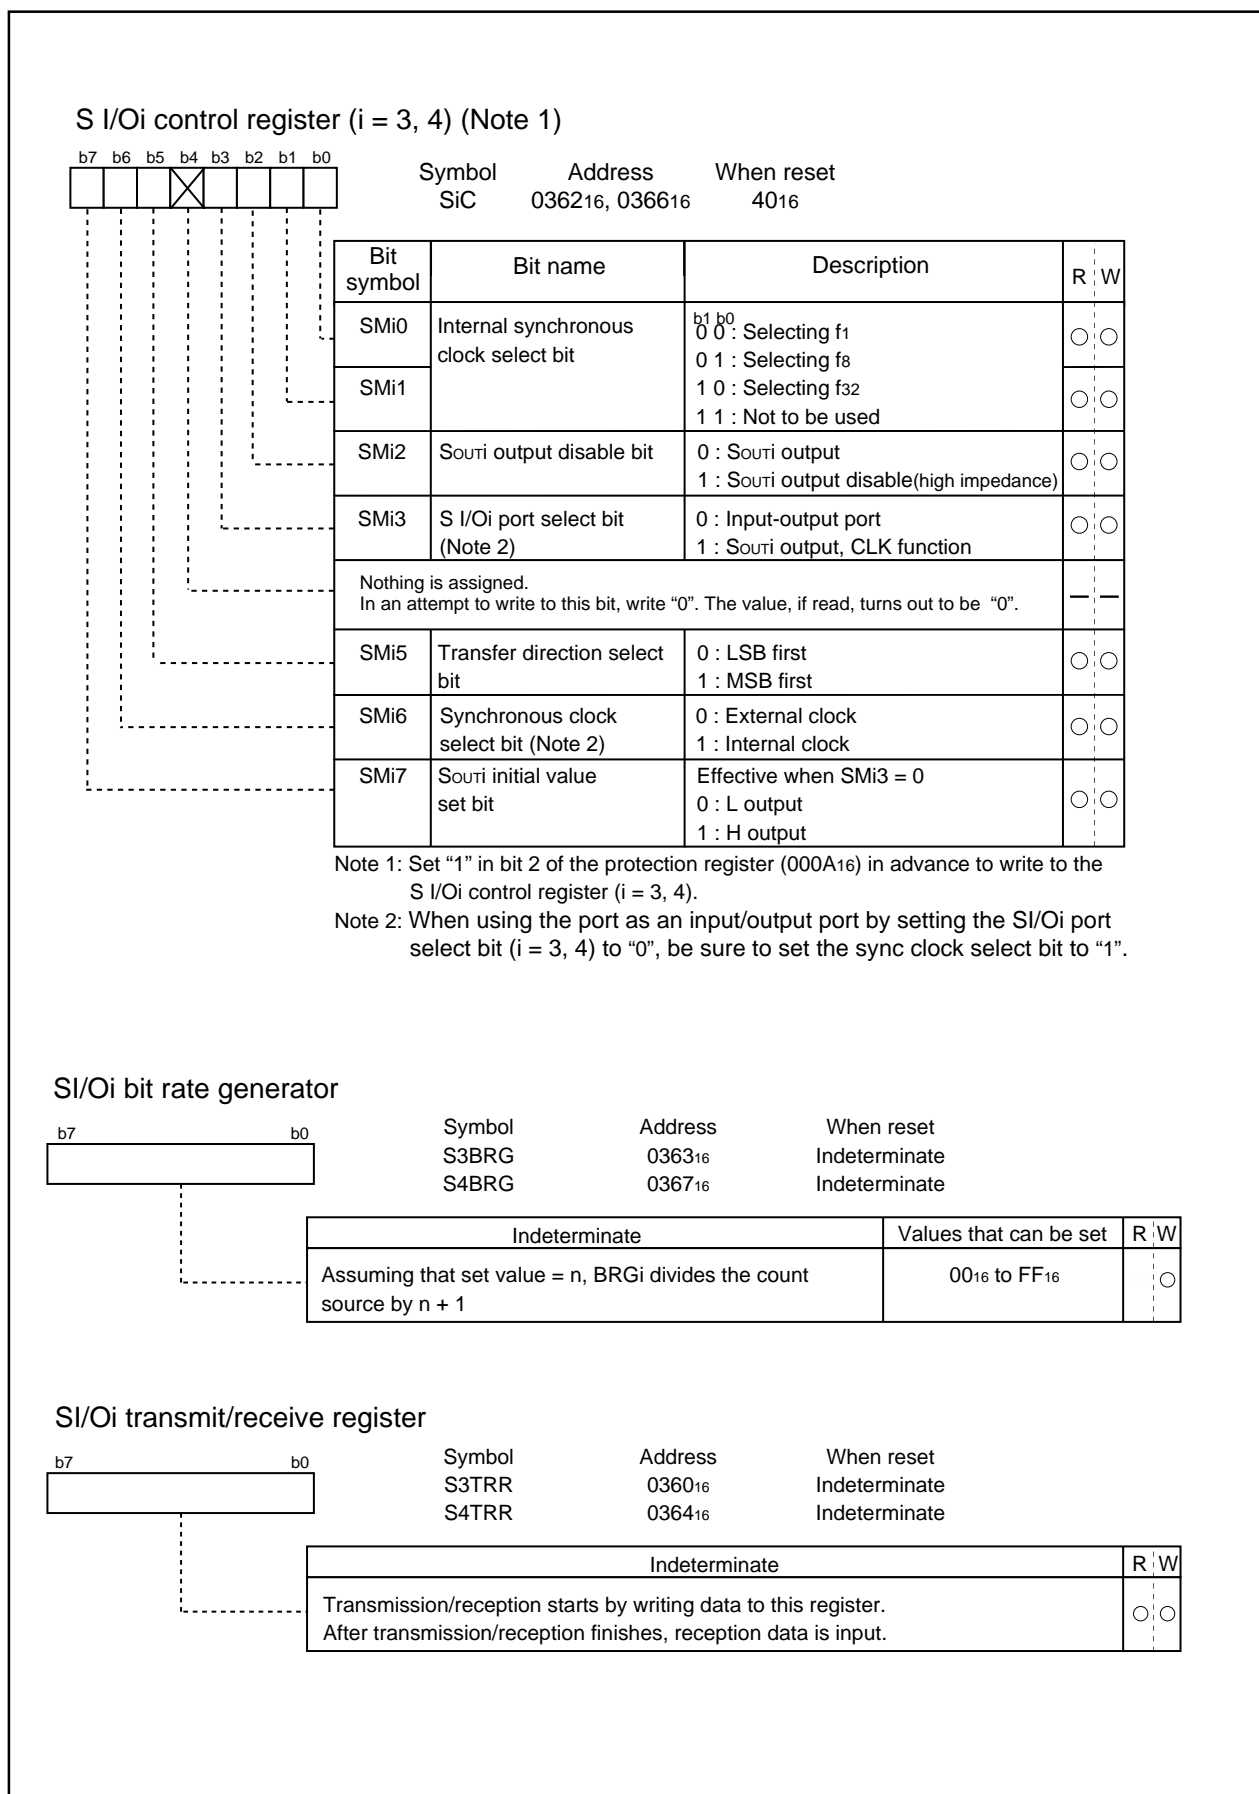 S I/Oi control register (i = 3, 4) (Note 1)
b7 b6 b5 b4 b3 b2 b1 b0
Symbol Address When reset
SiC 036216, 036616 4016
Bit symbol Bit name Description R W
SMi0 Internal synchronous clock select bit b1 b0
0 0 : Selecting f1
0 1 : Selecting f8
SMi1 1 0 : Selecting f32
1 1 : Not to be used
SMi2 SOUTi output disable bit 0 : SOUTi output
1 : SOUTi output disable(high impedance)
SMi3 S I/Oi port select bit 0 : Input-output port
(Note 2) 1 : SOUTi output, CLK function
Nothing is assigned.
In an attempt to write to this bit, write “0”. The value, if read, turns out to be “0”.
SMi5 Transfer direction select 0 : LSB first
bit 1 : MSB first
SMi6 Synchronous clock 0 : External clock
select bit (Note 2) 1 : Internal clock
SMi7 SOUTi initial value Effective when SMi3 = 0
set bit 0 : L output
1 : H output
Note 1: Set “1” in bit 2 of the protection register (000A16) in advance to write to the
S I/Oi control register (i = 3, 4).
Note 2: When using the port as an input/output port by setting the SI/Oi port
select bit (i = 3, 4) to “0”, be sure to set the sync clock select bit to “1”.
SI/Oi bit rate generator
b7 b0
Symbol Address When reset
S3BRG 036316 Indeterminate
S4BRG 036716 Indeterminate
Indeterminate Values that can be set R W
Assuming that set value = n, BRGi divides the count 0016 to FF16
source by n + 1
SI/Oi transmit/receive register
b7 b0
Symbol Address When reset
S3TRR 036016 Indeterminate
S4TRR 036416 Indeterminate
Indeterminate R W
Transmission/reception starts by writing data to this register.
After transmission/reception finishes, reception data is input.